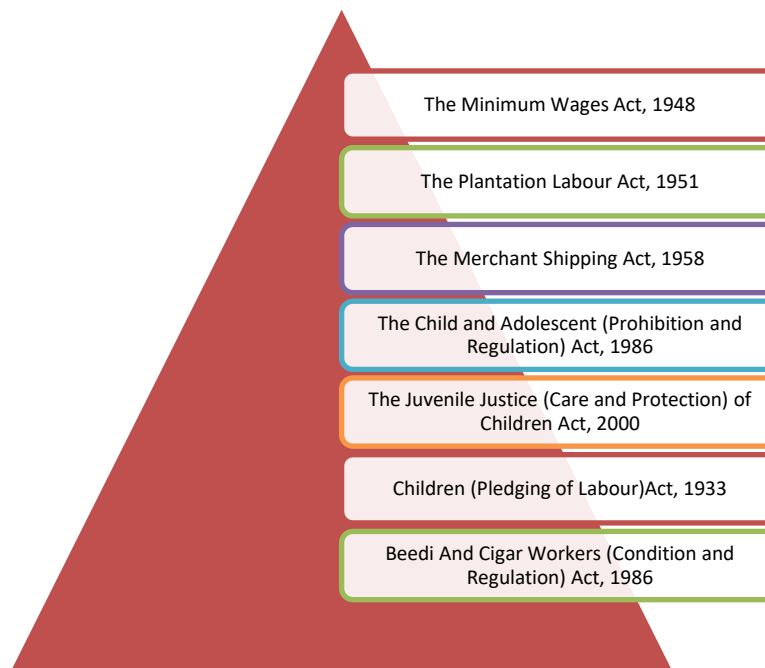 The Minimum Wages Act, 1948
The Plantation Labour Act, 1951
The Merchant Shipping Act, 1958
The Child and Adolescent (Prohibition and
Regulation) Act, 1986
The Juvenile Justice (Care and Protection) of
Children Act, 2000
Children (Pledging of Labour)Act, 1933
Beedi And Cigar Workers (Condition and
Regulation) Act, 1986